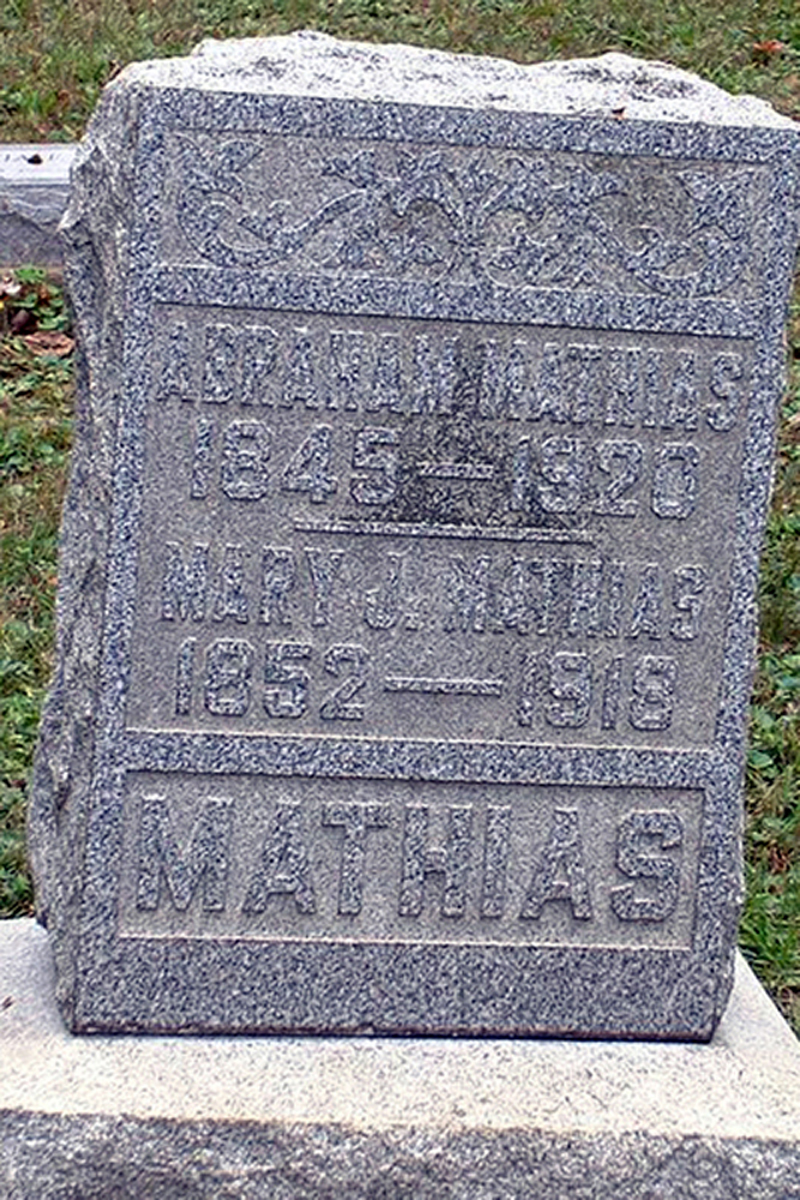 ABRAHAM MATHIAS
1845 — 1920
MARY J. MATHIAS
1852 — 1918
MATHIAS